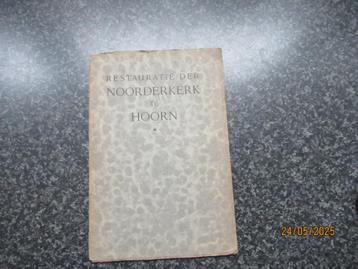 RESTAURATIE DER
NOORDERKERK
TE
HOORN
24/05/2025